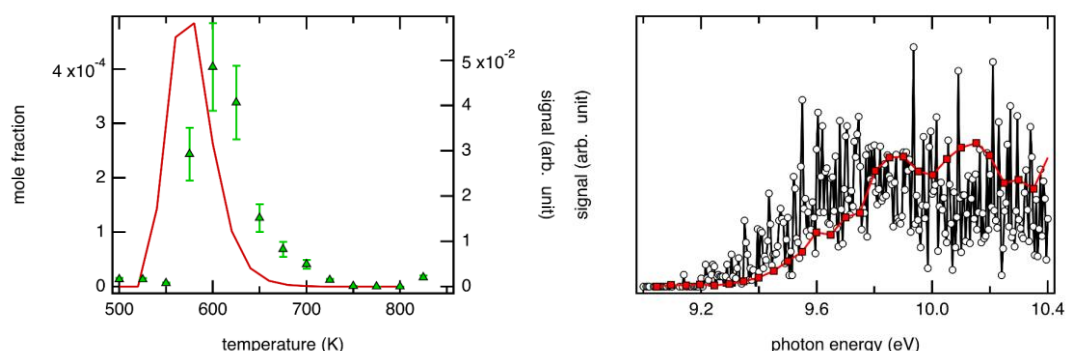 4 x10⁻⁴
3
2
1
0
mole fraction
500
600
700
800
temperature (K)
5 x10⁻²
4
3
2
1
0
signal (arb. unit)
signal (arb. unit)
9.2
9.6
10.0
10.4
photon energy (eV)